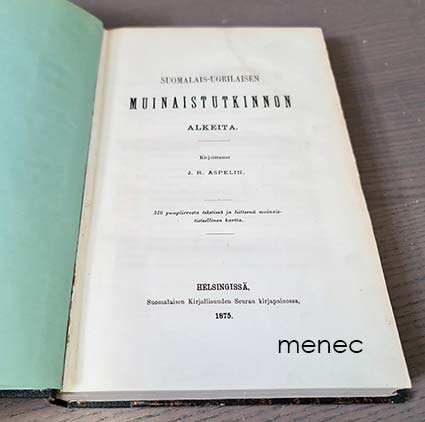 SUOMALAIS-UGRILAISEN
MUINAISTUTKINNON
ALKEITA.
Kirjoittanut
J. R. ASPELIN.
316 puupiirrosta tekstissä ja liitteenä muinais-
tieteellinen kartta.
HELSINGISSÄ,
Suomalaisen Kirjallisuuden Seuran kirjapainossa,
1875.
menec